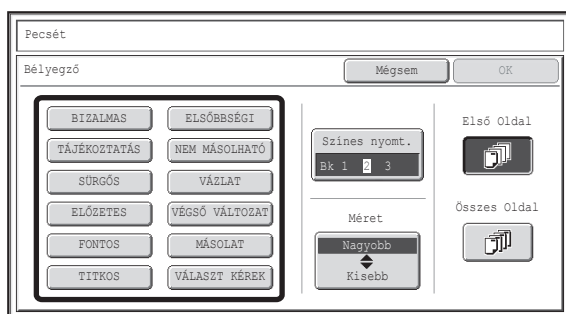 Pecsét
Bélyegző
Mégsem
OK
BIZALMAS
ELSŐBBSÉGI
TÁJÉKOZTATÁS
NEM MÁSOLHATÓ
SÜRGŐS
VÁZLAT
ELŐZETES
VÉGSŐ VÁLTOZAT
FONTOS
MÁSOLAT
TITKOS
VÁLASZT KÉREK
Színes nyomt.
Bk 1 2 3
Méret
Nagyobb
Kisebb
Első Oldal
Összes Oldal